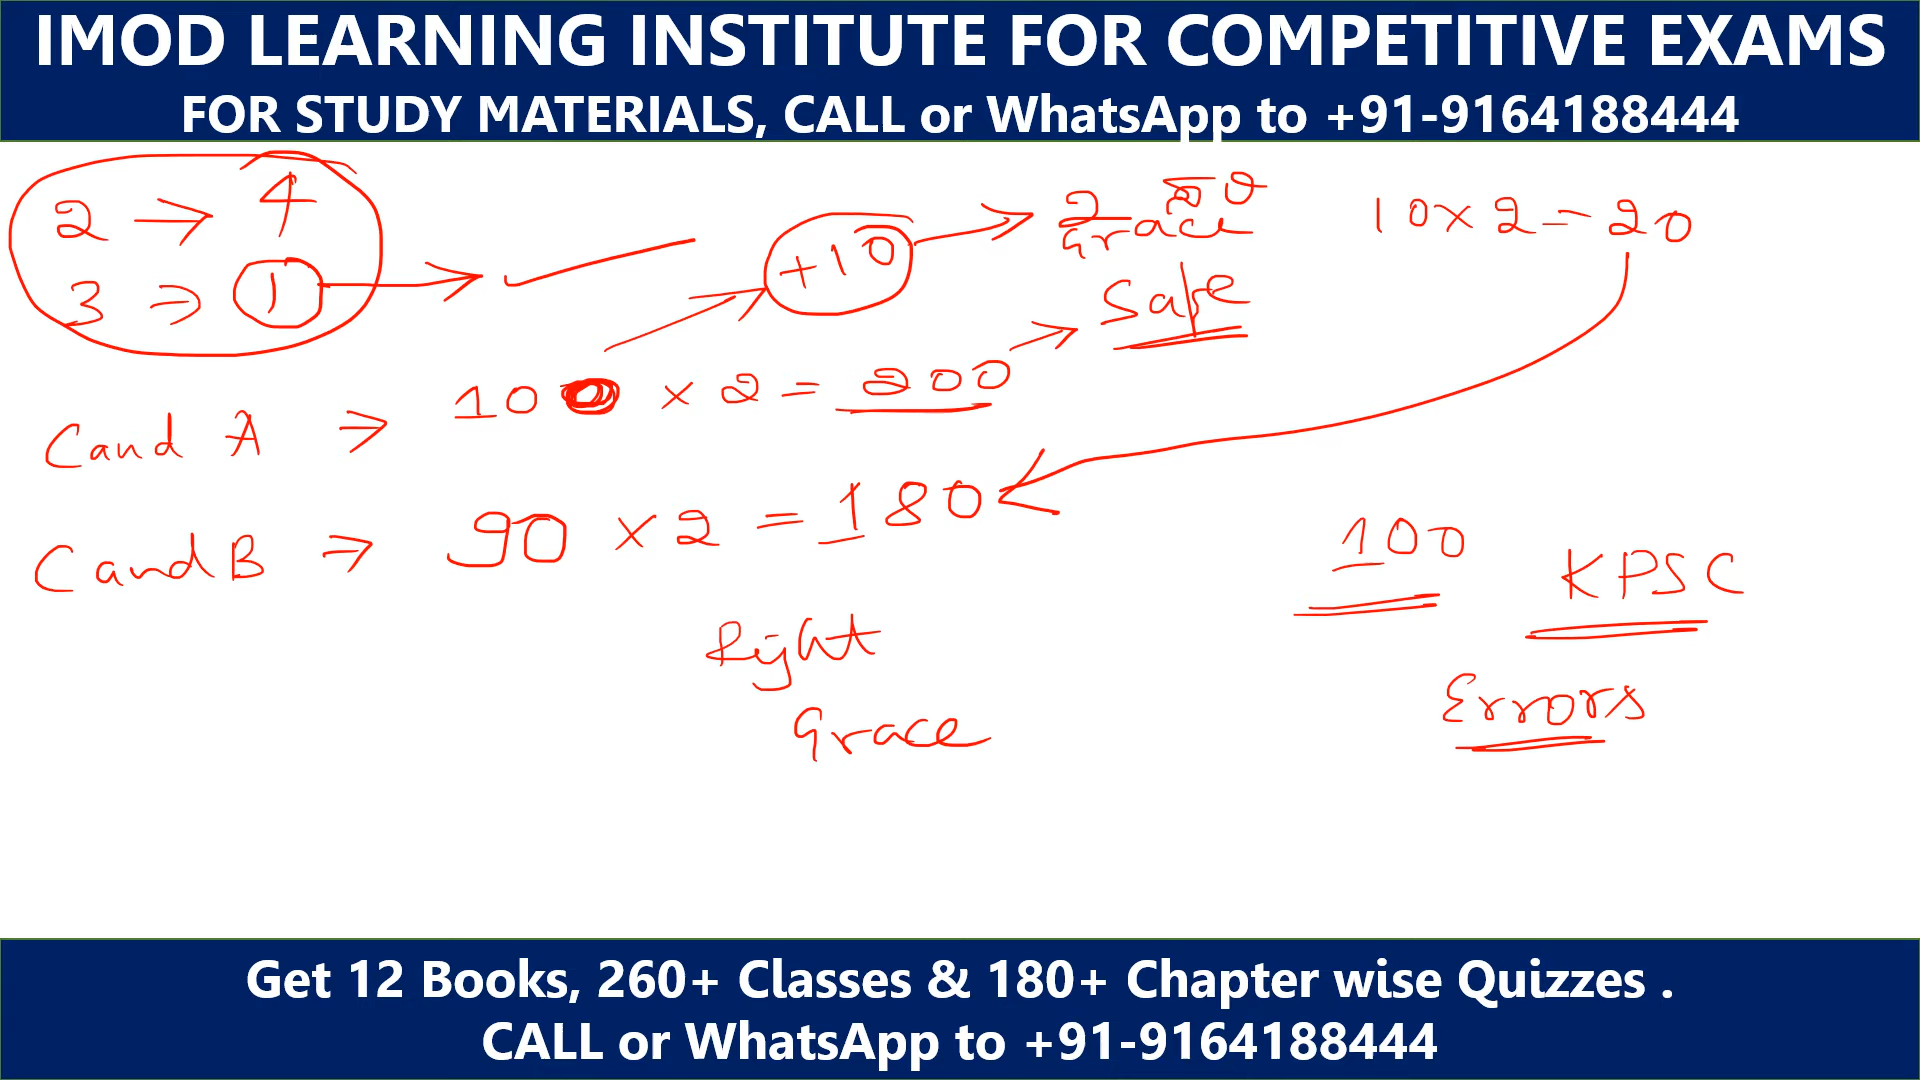 IMOD LEARNING INSTITUTE FOR COMPETITIVE EXAMS
FOR STUDY MATERIALS, CALL or WhatsApp to +91-9164188444
2 → 4
3 ⇒ 1
+10
2
Grace
10 x 2 = 20
Safe
Cand A ⇒ 10 x 2 = 200
Cand B ⇒ 90 x 2 = 180
100
KPSC
Right
Grace
Errors
Get 12 Books, 260+ Classes & 180+ Chapter wise Quizzes .
CALL or WhatsApp to +91-9164188444